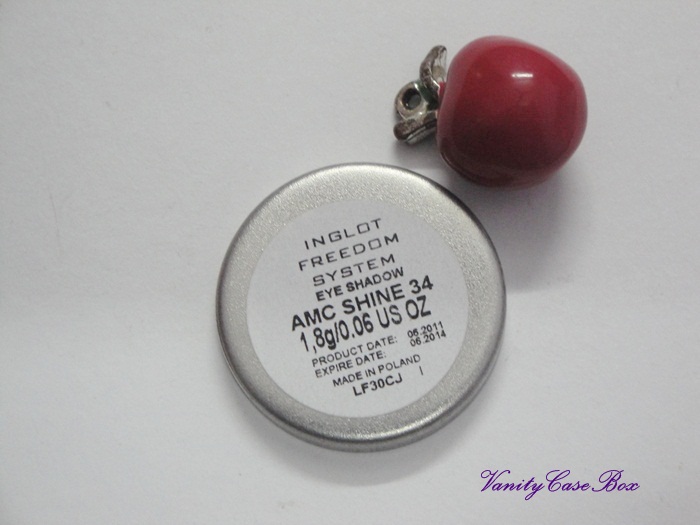 INGLOT
FREEDOM
SYSTEM
EYE SHADOW
AMC SHINE 34
1,8g/0.06 US OZ
PRODUCT DATE: 06.2011
EXPIRE DATE: 06.2014
MADE IN POLAND
LF30CJ I
VanityCaseBox